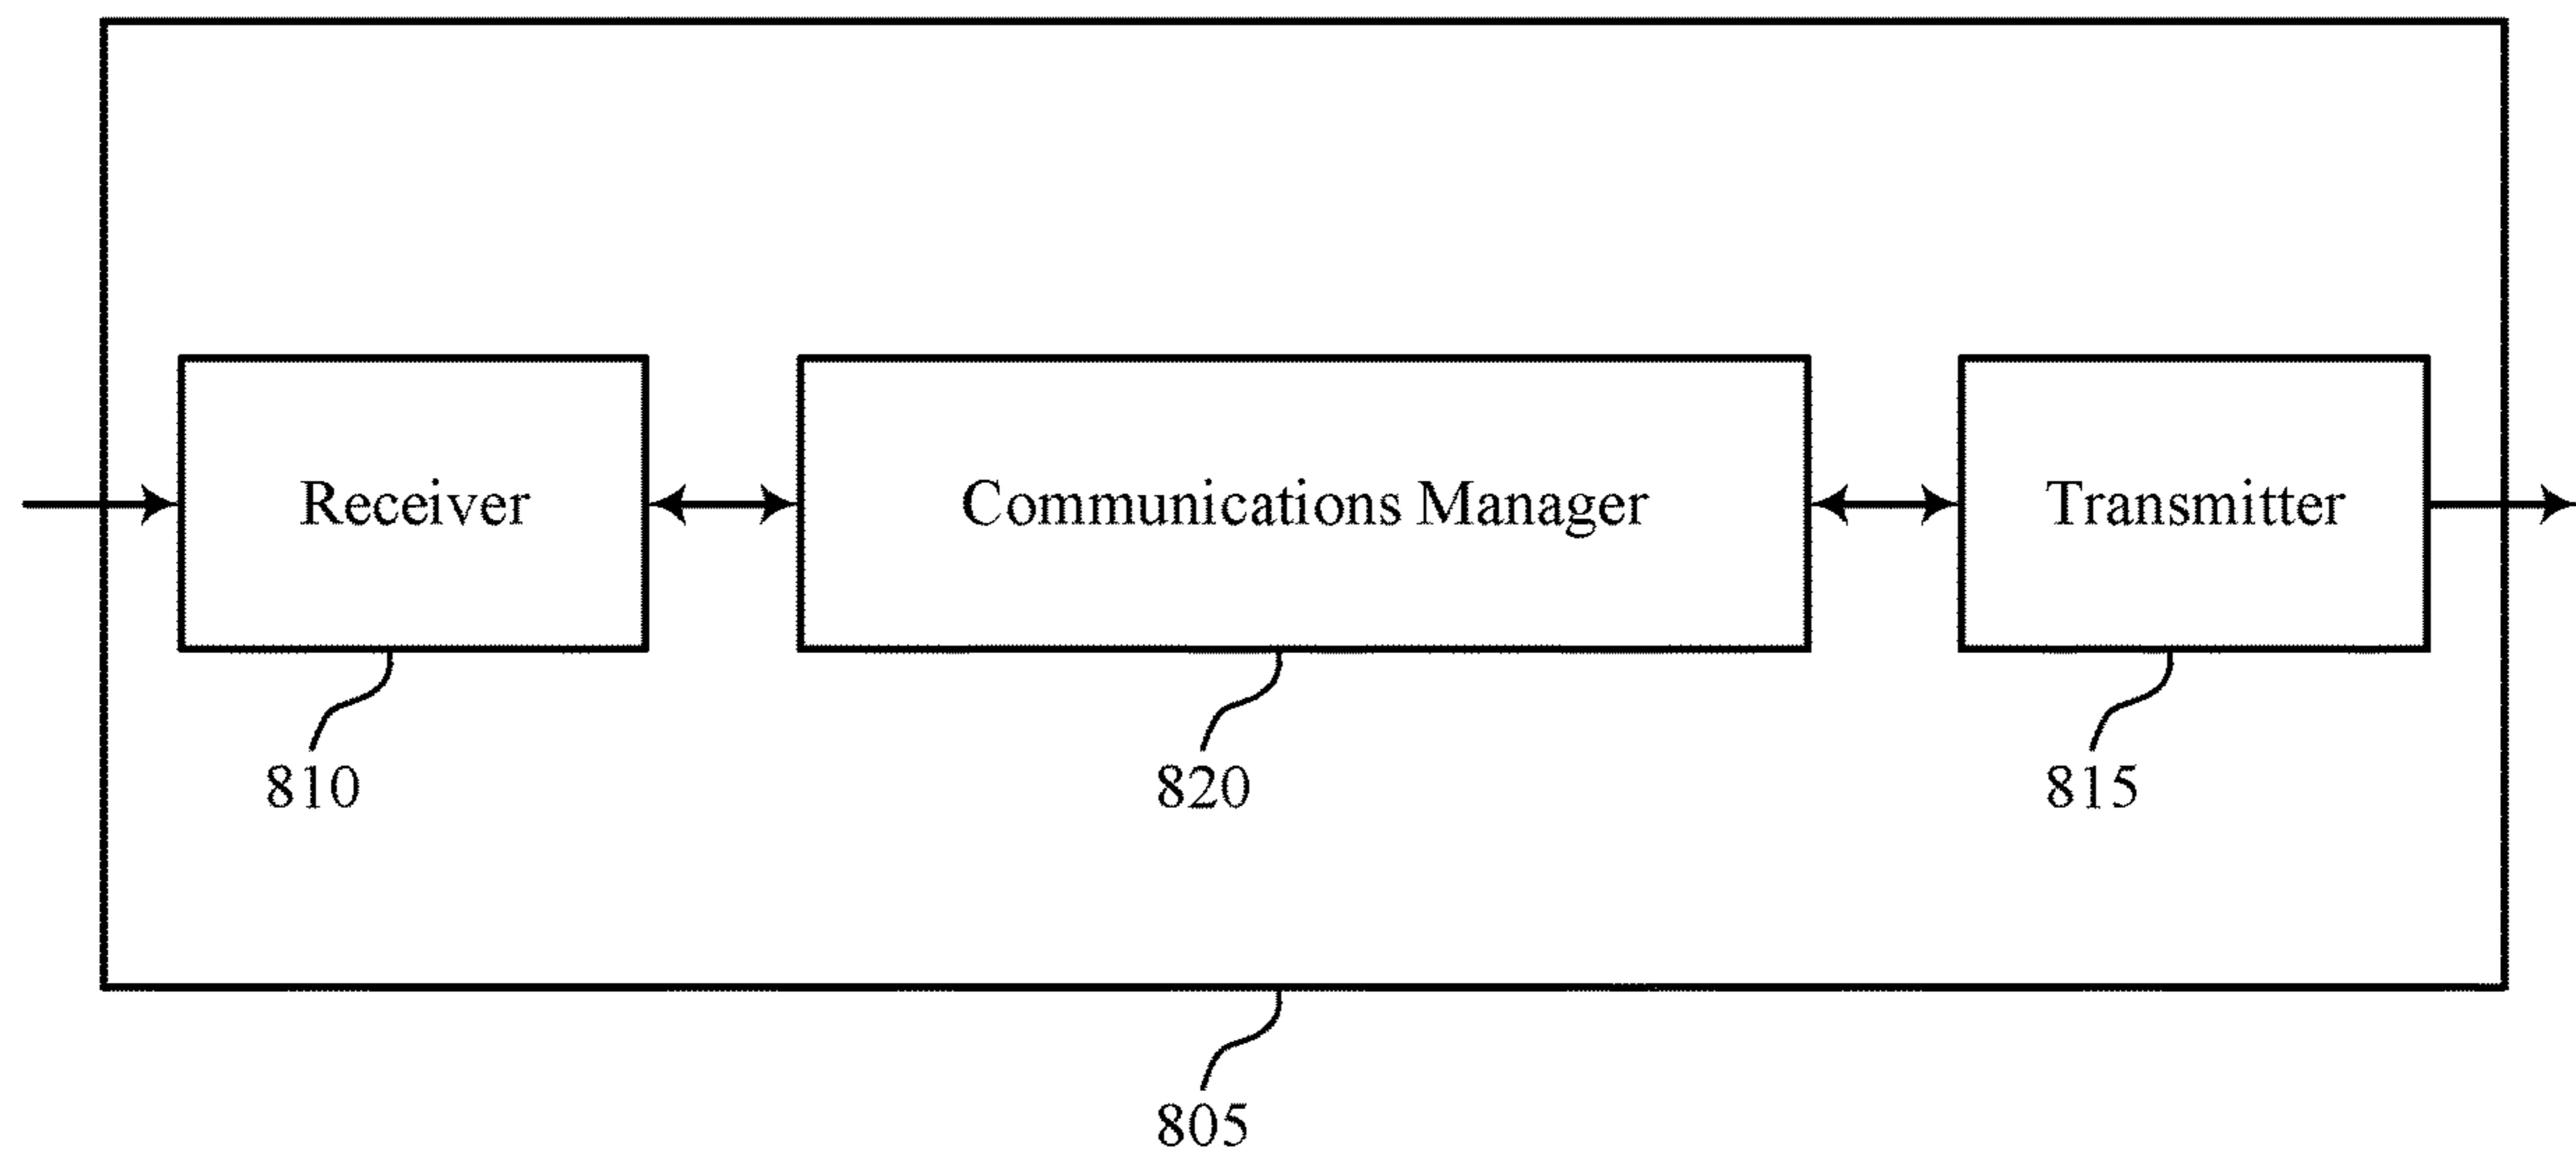 Receiver
Communications Manager
Transmitter
810
820
815
805